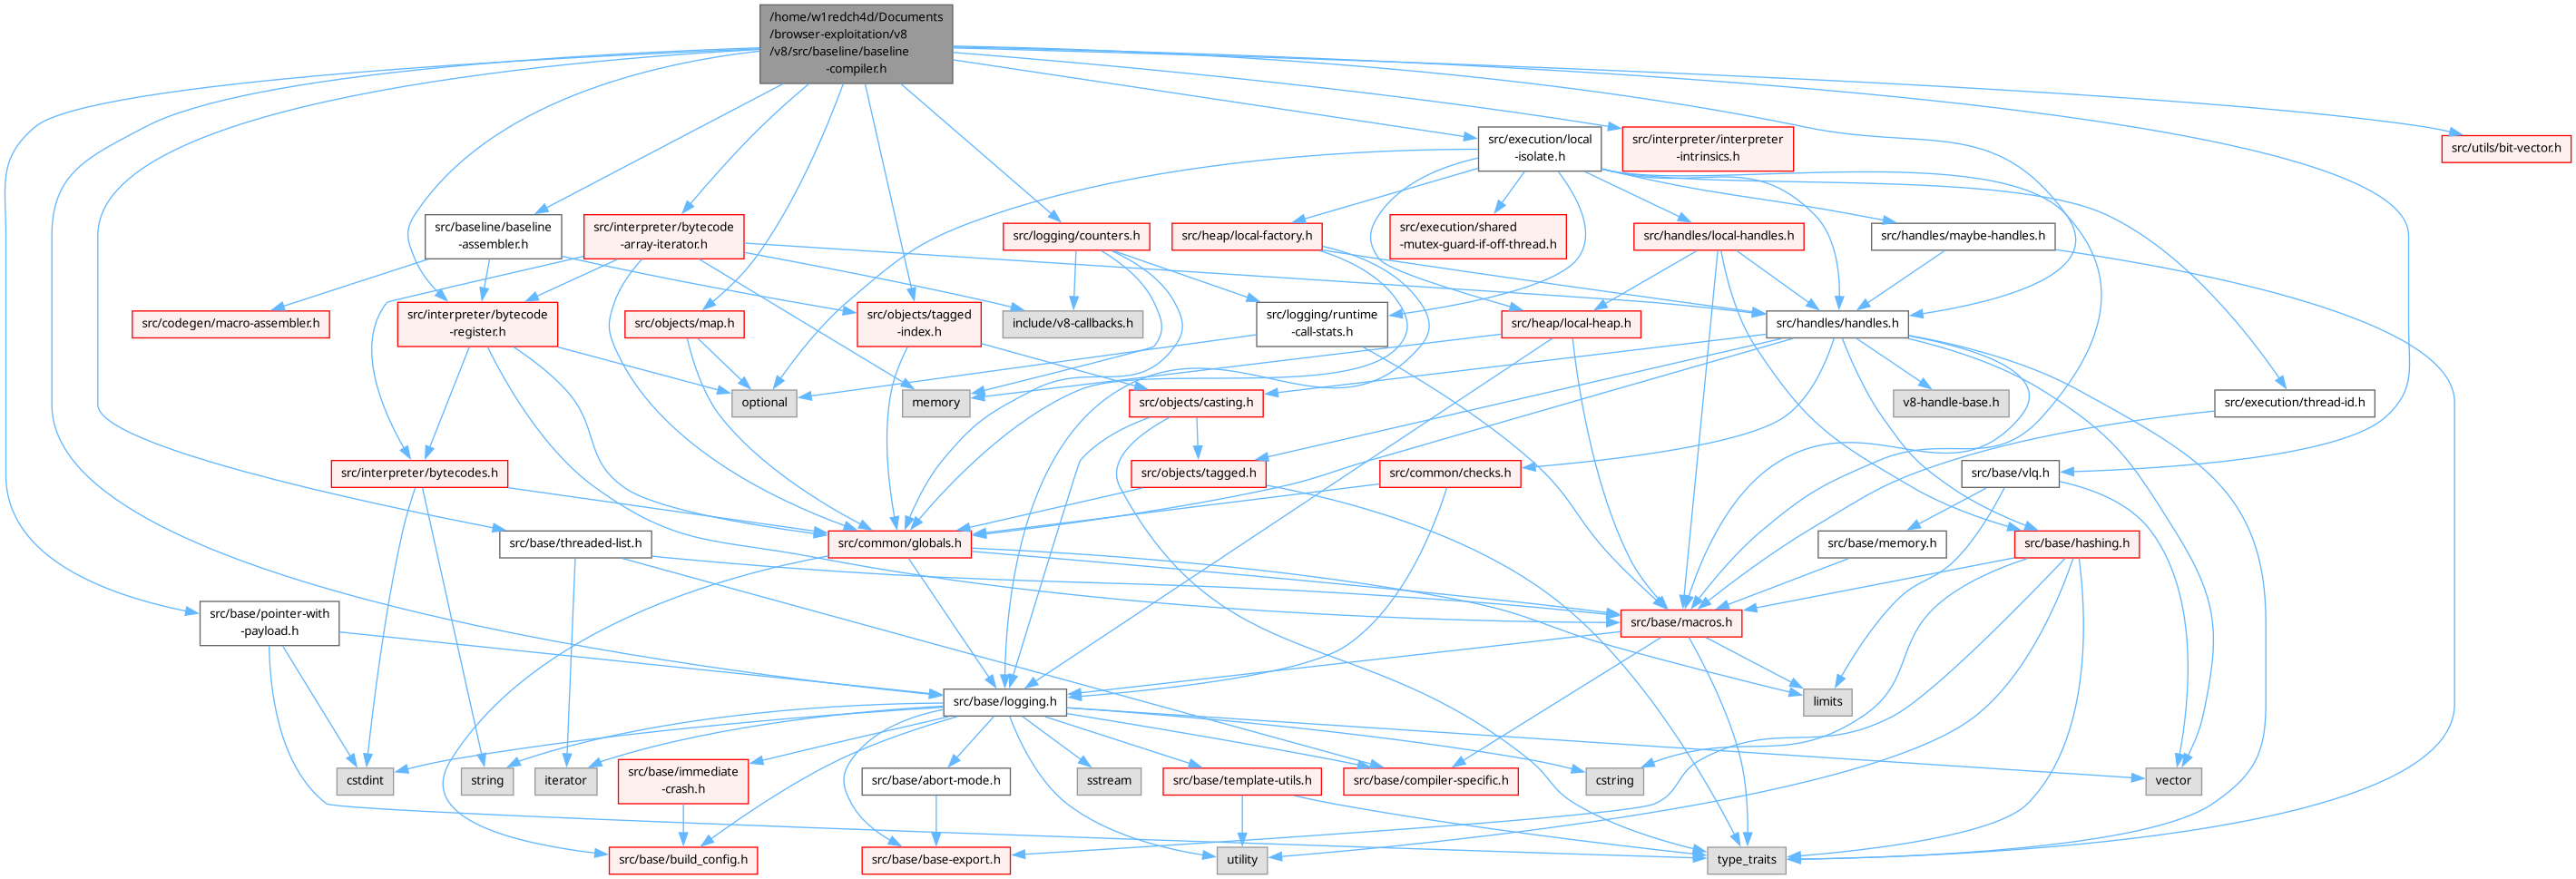 /home/w1redch4d/Documents
/browser-exploitation/v8
/v8/src/baseline/baseline
-compiler.h
src/execution/local
-isolate.h
src/interpreter/interpreter
-intrinsics.h
src/utils/bit-vector.h
src/baseline/baseline
-assembler.h
src/interpreter/bytecode
-array-iterator.h
src/logging/counters.h
src/heap/local-factory.h
src/execution/shared
-mutex-guard-if-off-thread.h
src/handles/local-handles.h
src/handles/maybe-handles.h
src/codegen/macro-assembler.h
src/interpreter/bytecode
-register.h
src/objects/map.h
src/objects/tagged
-index.h
include/v8-callbacks.h
src/logging/runtime
-call-stats.h
src/heap/local-heap.h
src/handles/handles.h
optional
memory
src/objects/casting.h
v8-handle-base.h
src/execution/thread-id.h
src/interpreter/bytecodes.h
src/objects/tagged.h
src/common/checks.h
src/base/vlq.h
src/base/threaded-list.h
src/common/globals.h
src/base/memory.h
src/base/hashing.h
src/base/pointer-with
-payload.h
src/base/macros.h
src/base/logging.h
limits
cstdint
string
iterator
src/base/immediate
-crash.h
src/base/abort-mode.h
sstream
src/base/template-utils.h
src/base/compiler-specific.h
cstring
vector
src/base/build_config.h
src/base/base-export.h
utility
type_traits